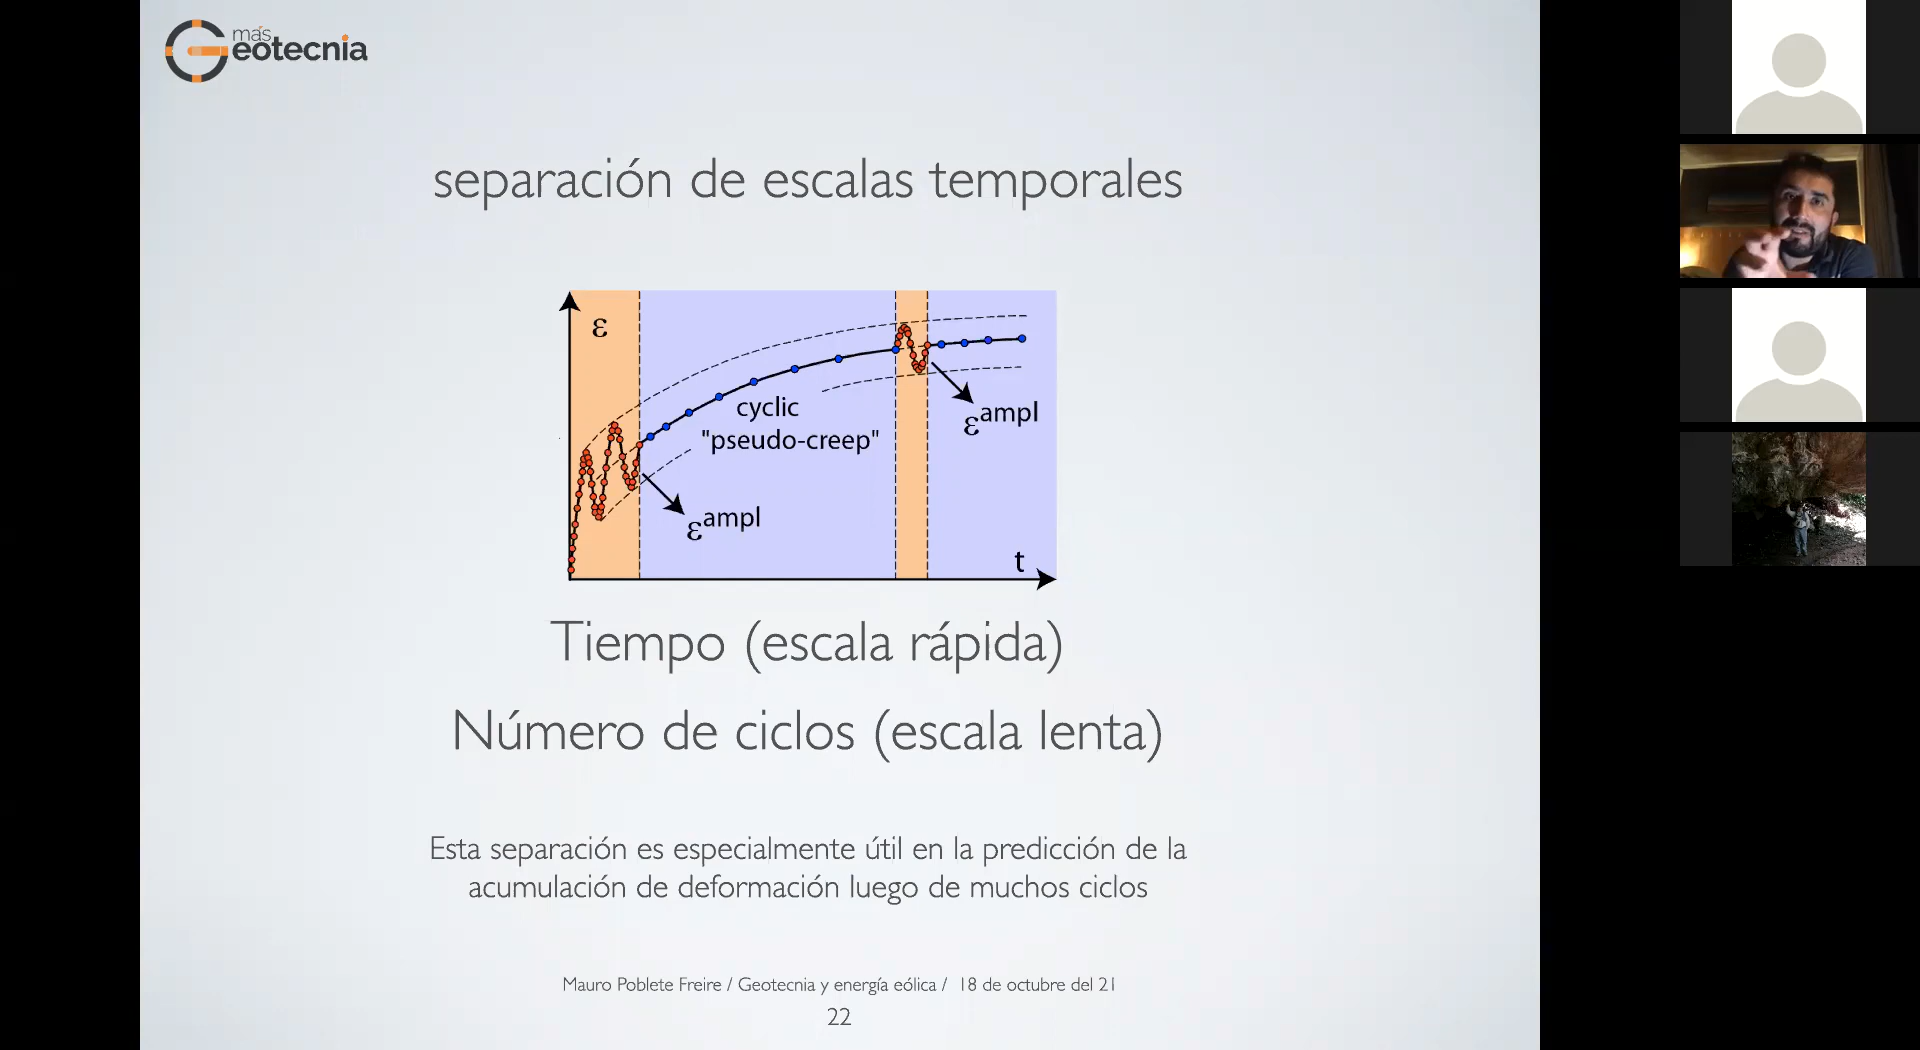 más
Geotecnia
separación de escalas temporales
ε
cyclic
"pseudo-creep"
ε^ampl
ε^ampl
t
Tiempo (escala rápida)
Número de ciclos (escala lenta)
Esta separación es especialmente útil en la predicción de la
acumulación de deformación luego de muchos ciclos
Mauro Poblete Freire / Geotecnia y energía eólica / 18 de octubre del 21
22